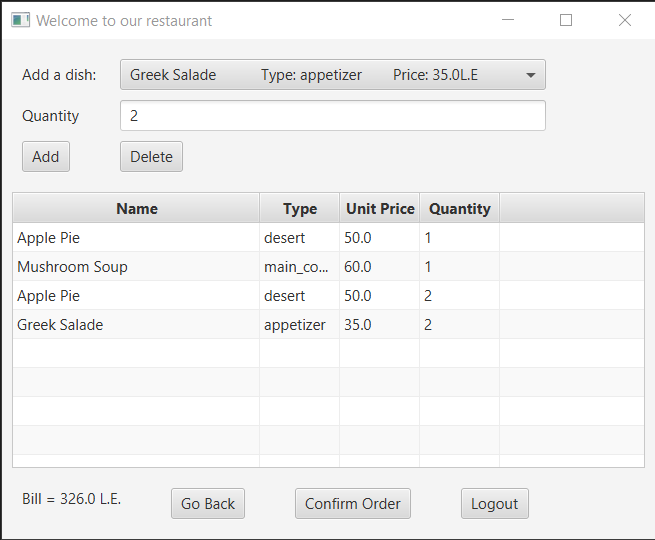 Welcome to our restaurant
Add a dish: Greek Salade Type: appetizer Price: 35.0L.E
Quantity 2
Add Delete
Name Type Unit Price Quantity
Apple Pie desert 50.0 1
Mushroom Soup main_co... 60.0 1
Apple Pie desert 50.0 2
Greek Salade appetizer 35.0 2
Bill = 326.0 L.E. Go Back Confirm Order Logout